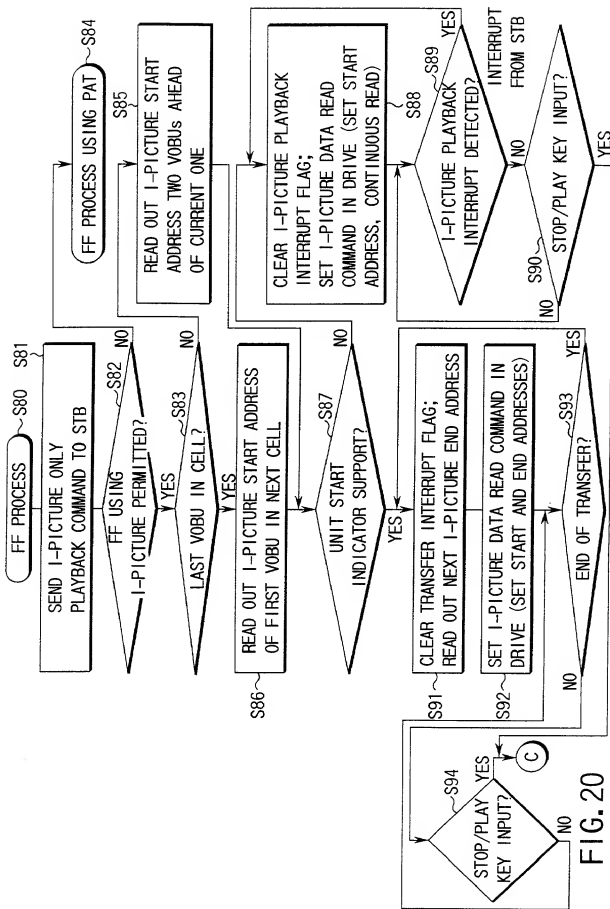 FF PROCESS
S80
SEND I-PICTURE ONLY
PLAYBACK COMMAND TO STB
S81
FF USING
I-PICTURE PERMITTED?
S82
NO
YES
FF PROCESS USING PAT
S84
LAST VOBU IN CELL?
S83
NO
YES
READ OUT I-PICTURE START
ADDRESS TWO VOBUs AHEAD
OF CURRENT ONE
S85
READ OUT I-PICTURE START ADDRESS
OF FIRST VOBU IN NEXT CELL
S86
UNIT START
INDICATOR SUPPORT?
S87
NO
YES
CLEAR I-PICTURE PLAYBACK
INTERRUPT FLAG;
SET I-PICTURE DATA READ
COMMAND IN DRIVE (SET START
ADDRESS, CONTINUOUS READ)
S88
I-PICTURE PLAYBACK
INTERRUPT DETECTED?
S89
YES
NO
INTERRUPT
FROM STB
STOP/PLAY KEY INPUT?
S90
NO
YES
CLEAR TRANSFER INTERRUPT FLAG;
READ OUT NEXT I-PICTURE END ADDRESS
S91
SET I-PICTURE DATA READ COMMAND IN
DRIVE (SET START AND END ADDRESSES)
S92
END OF TRANSFER?
S93
YES
NO
STOP/PLAY
KEY INPUT?
S94
YES
NO
C
FIG. 20